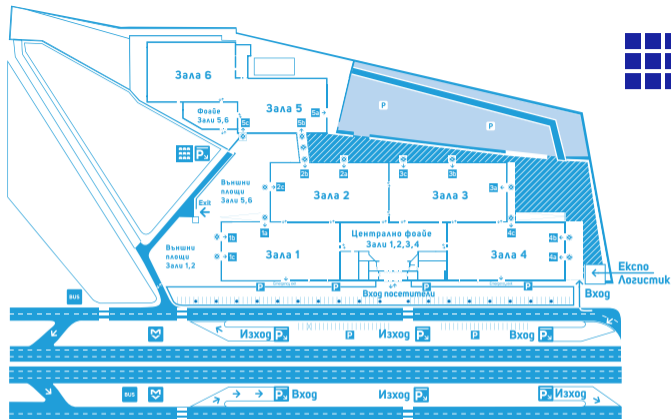 Зала 6
Зала 5
5a
Фоайе
Зали 5,6
5c
5b
P
P
P
2b
2a
3c
3b
Външни
площи
Зали 5,6
2c
Зала 2
Зала 3
3a
Exit
1a
4c
Централно фоайе
Зали 1,2,3,4
Външни
площи
Зали 1,2
1b
1c
Зала 1
Зала 4
4b
4a
Експо
Логистик
Вход
BUS
P
P
Вход посетители
P
P
Изход P
P
Изход P
P
Вход P
BUS
P Вход
Изход P
P Изход